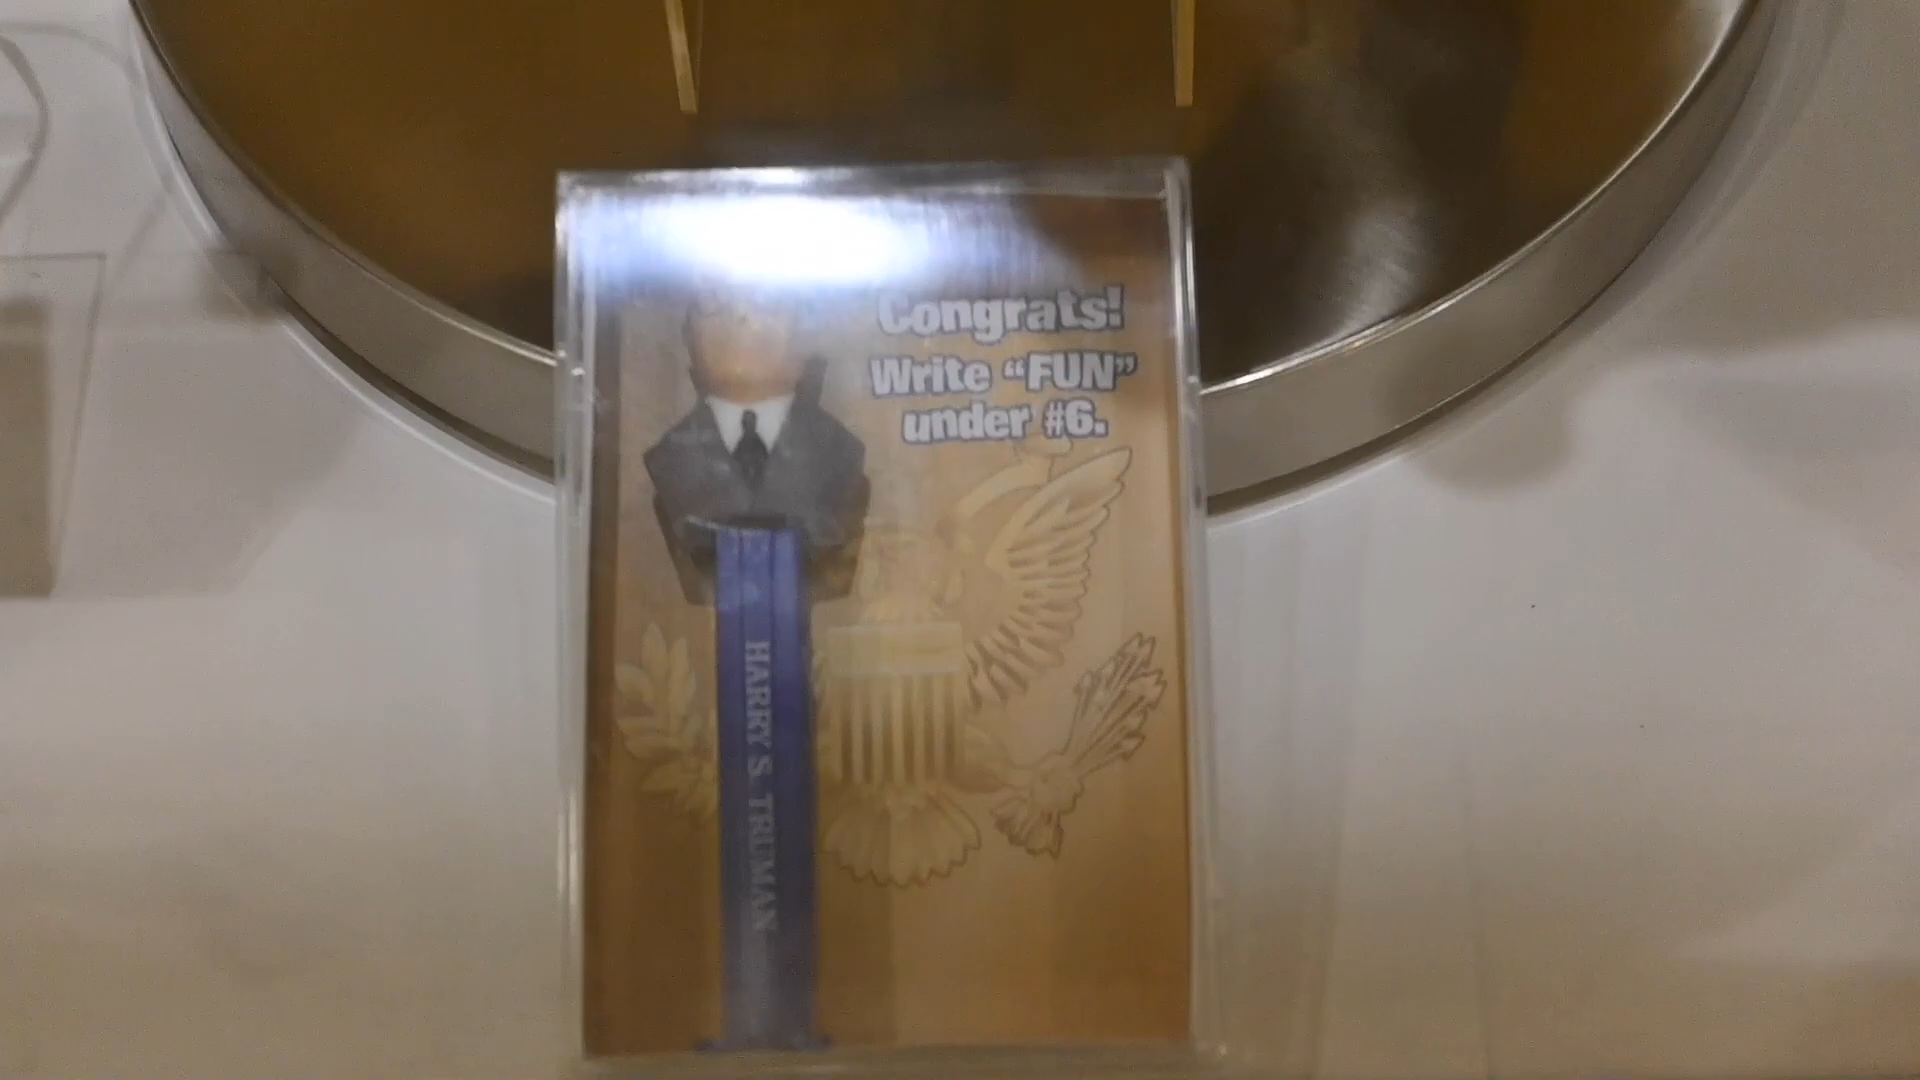 Congrats!
Write “FUN”
under #6.
HARRY S. TRUMAN